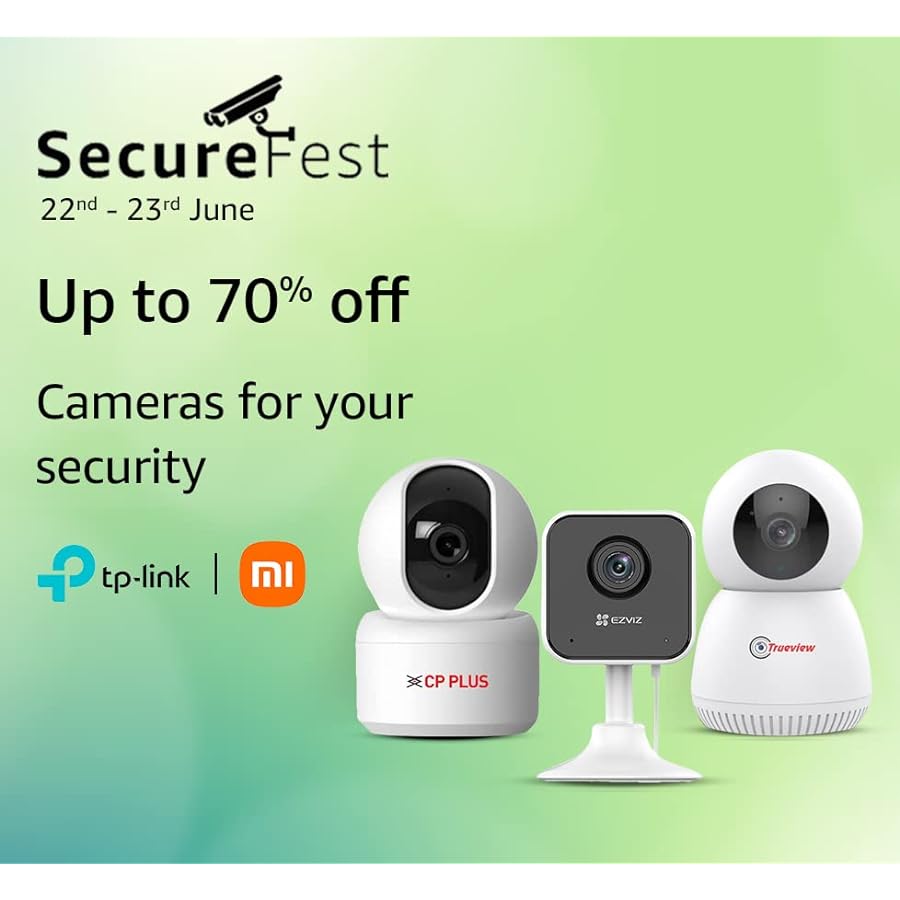 SecureFest
22nd - 23rd June
Up to 70% off
Cameras for your
security
tp-link | mi
CP PLUS
EZVIZ
Trueview